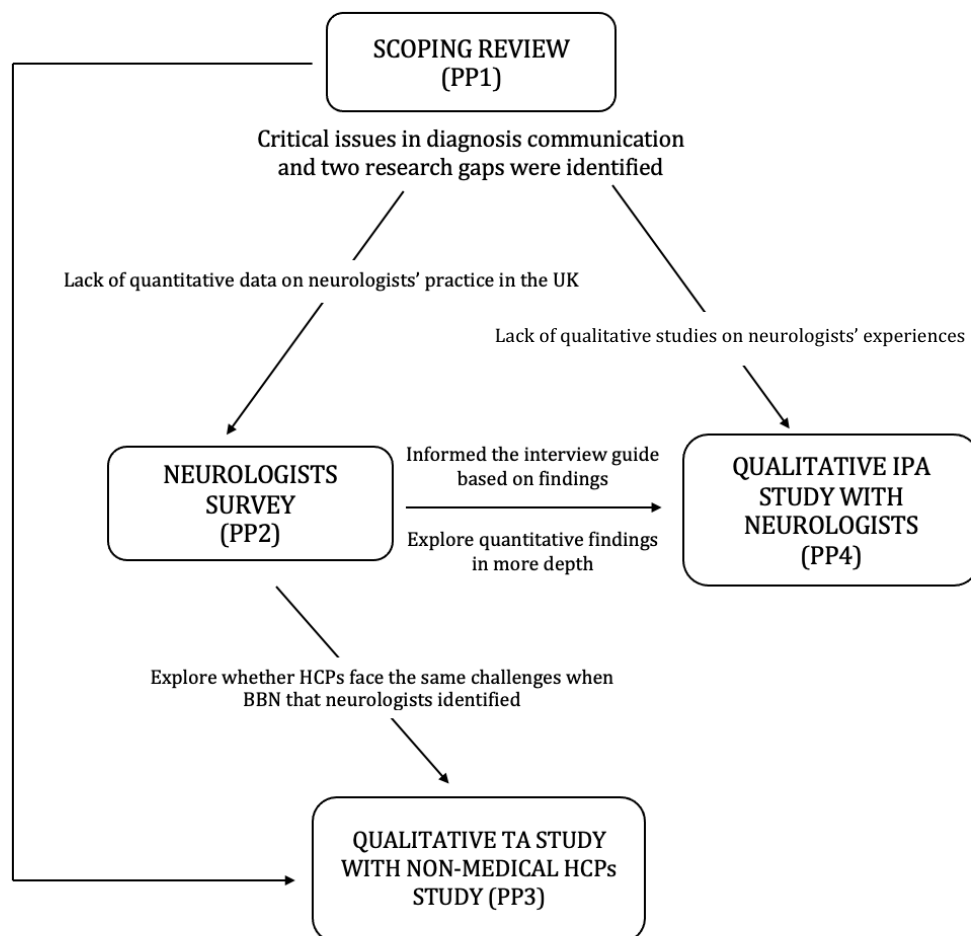 SCOPING REVIEW
(PP1)
Critical issues in diagnosis communication
and two research gaps were identified
Lack of quantitative data on neurologists’ practice in the UK
Lack of qualitative studies on neurologists’ experiences
NEUROLOGISTS
SURVEY
(PP2)
Informed the interview guide
based on findings
Explore quantitative findings
in more depth
QUALITATIVE IPA
STUDY WITH
NEUROLOGISTS
(PP4)
Explore whether HCPs face the same challenges when
BBN that neurologists identified
QUALITATIVE TA STUDY
WITH NON-MEDICAL HCPs
STUDY (PP3)